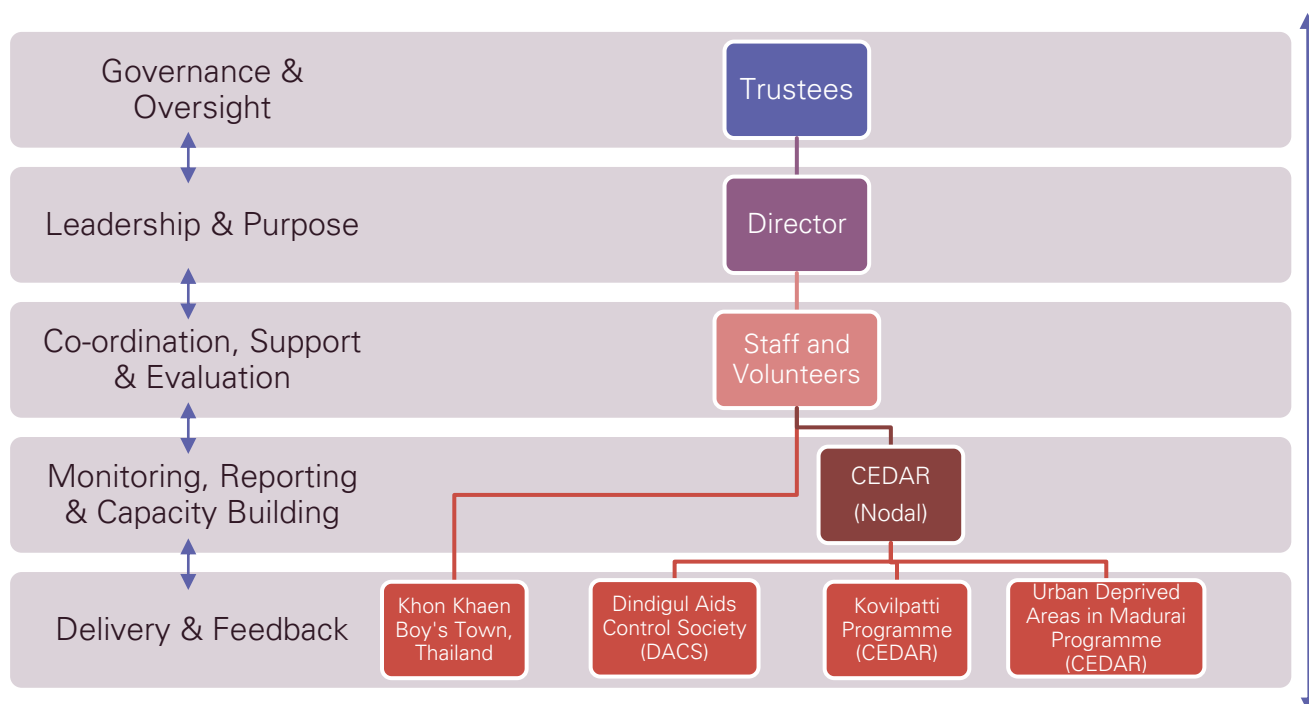 Governance &
Oversight
Trustees
Leadership & Purpose
Director
Co-ordination, Support
& Evaluation
Staff and
Volunteers
Monitoring, Reporting
& Capacity Building
CEDAR
(Nodal)
Delivery & Feedback
Khon Khaen
Boy's Town,
Thailand
Dindigul Aids
Control Society
(DACS)
Kovilpatti
Programme
(CEDAR)
Urban Deprived
Areas in Madurai
Programme
(CEDAR)